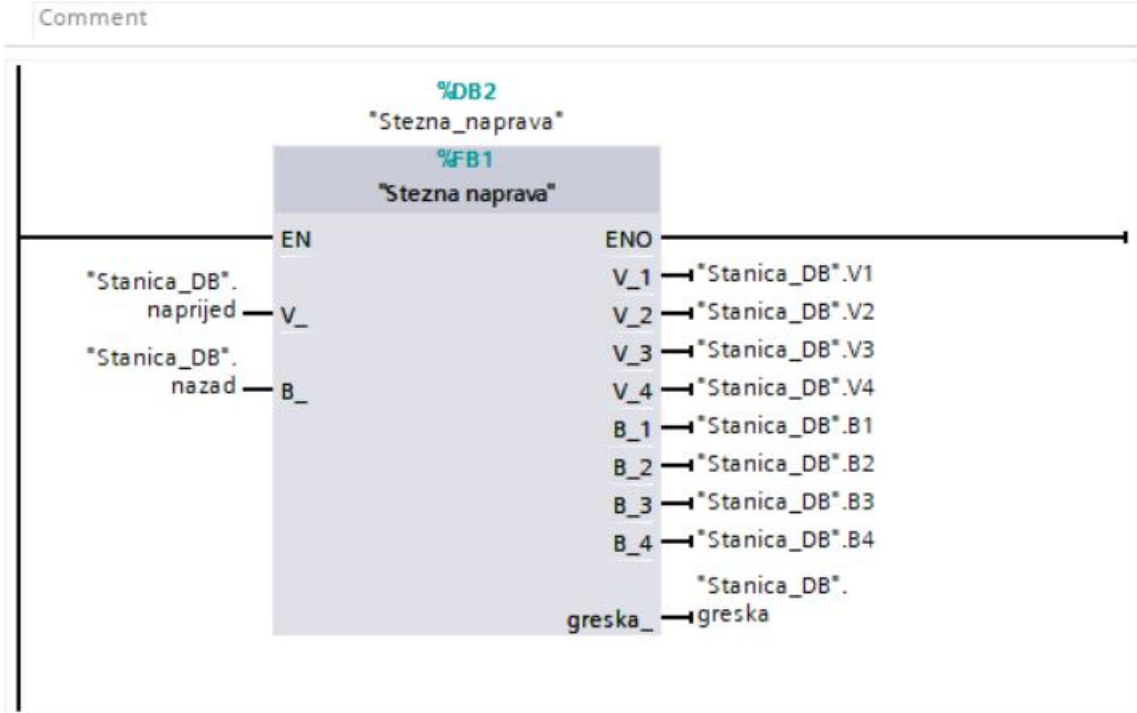 Comment
%DB2
"Stezna_naprava"
%FB1
"Stezna naprava"
EN
ENO
"Stanica_DB".
naprijed
V_
"Stanica_DB".
nazad
B_
V_1
"Stanica_DB".V1
V_2
"Stanica_DB".V2
V_3
"Stanica_DB".V3
V_4
"Stanica_DB".V4
B_1
"Stanica_DB".B1
B_2
"Stanica_DB".B2
B_3
"Stanica_DB".B3
B_4
"Stanica_DB".B4
greska_
"Stanica_DB".
greska